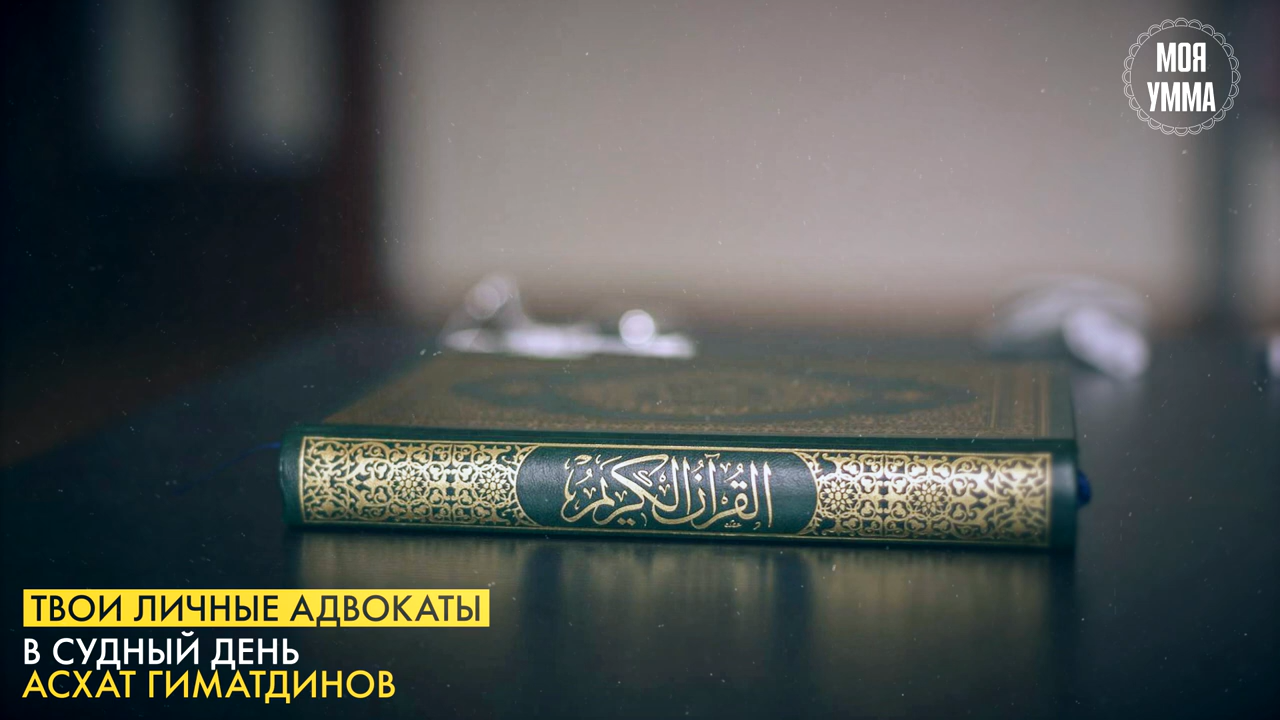 МОЯ
УММА
القرآن الكريم
ТВОИ ЛИЧНЫЕ АДВОКАТЫ
В СУДНЫЙ ДЕНЬ
АСХАТ ГИМАТДИНОВ